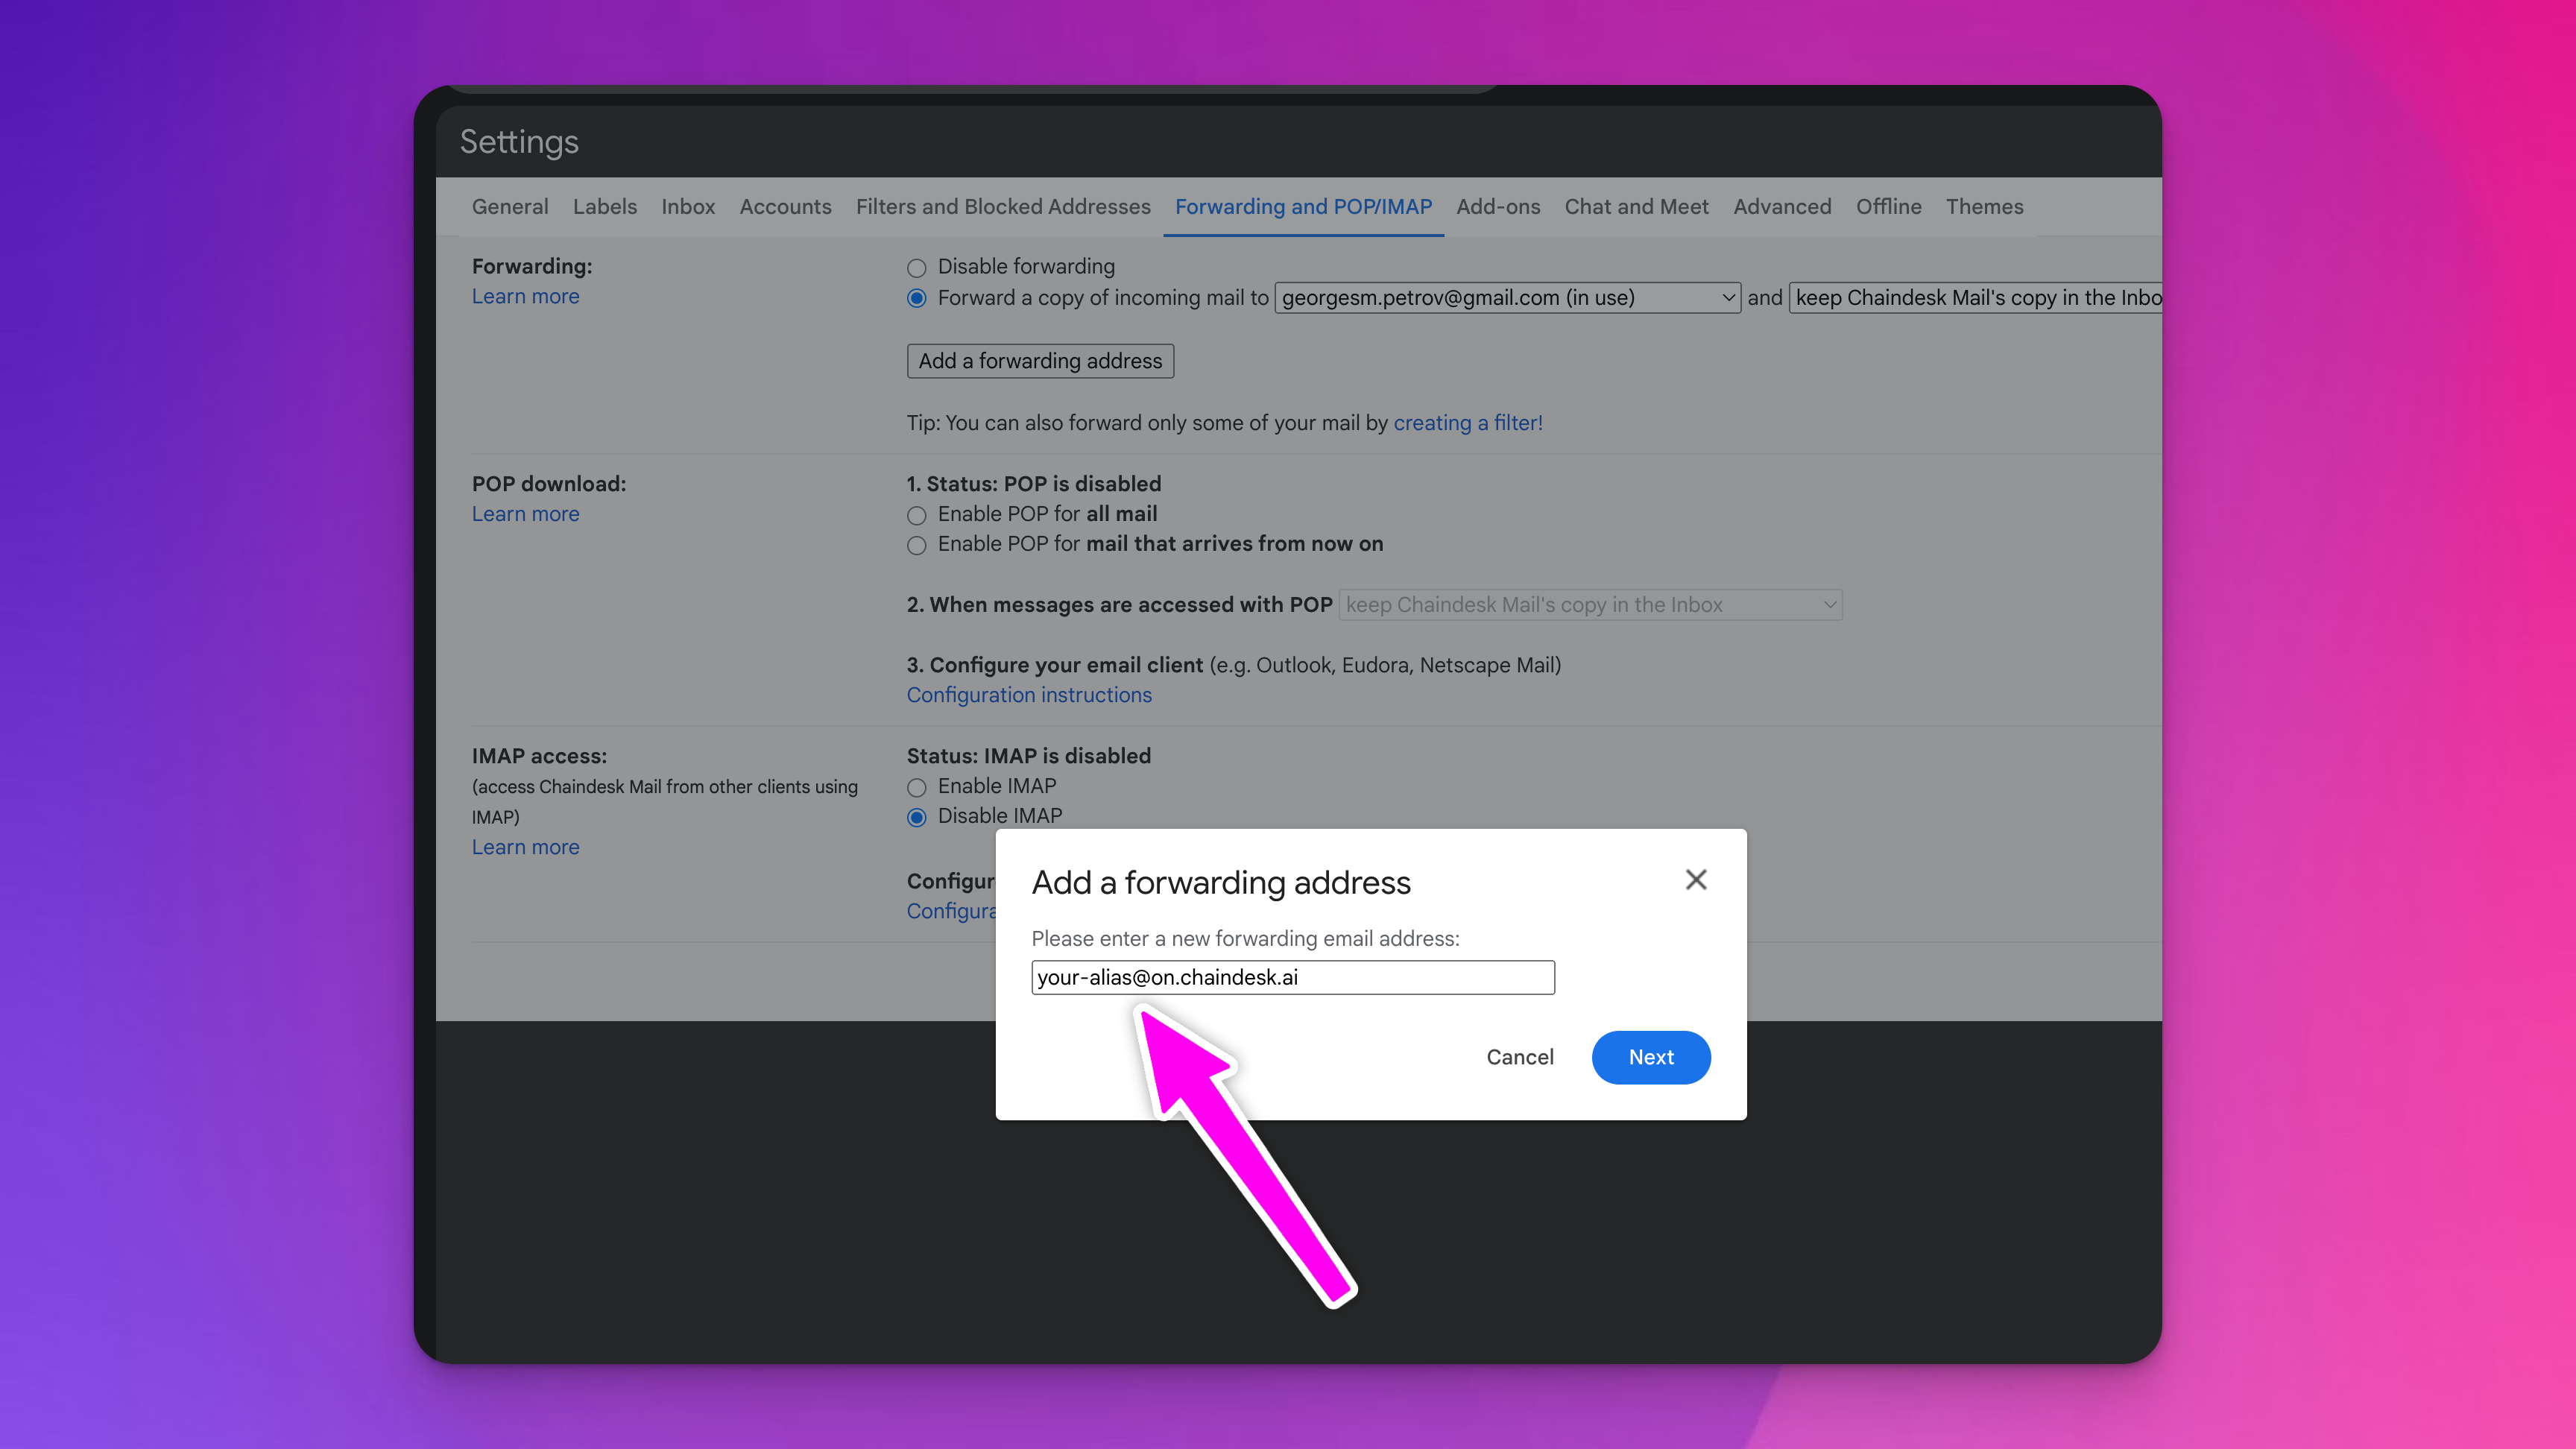 Settings
General Labels Inbox Accounts Filters and Blocked Addresses Forwarding and POP/IMAP Add-ons Chat and Meet Advanced Offline Themes
Forwarding:
Learn more
Disable forwarding
Forward a copy of incoming mail to georgesm.petrov@gmail.com (in use) and keep Chaindesk Mail's copy in the Inbo
Add a forwarding address
Tip: You can also forward only some of your mail by creating a filter!
POP download:
Learn more
1. Status: POP is disabled
Enable POP for all mail
Enable POP for mail that arrives from now on
2. When messages are accessed with POP keep Chaindesk Mail's copy in the Inbox
3. Configure your email client (e.g. Outlook, Eudora, Netscape Mail)
Configuration instructions
IMAP access:
(access Chaindesk Mail from other clients using
IMAP)
Learn more
Status: IMAP is disabled
Enable IMAP
Disable IMAP
Configur
Configura
Add a forwarding address
Please enter a new forwarding email address:
your-alias@on.chaindesk.ai
Cancel Next